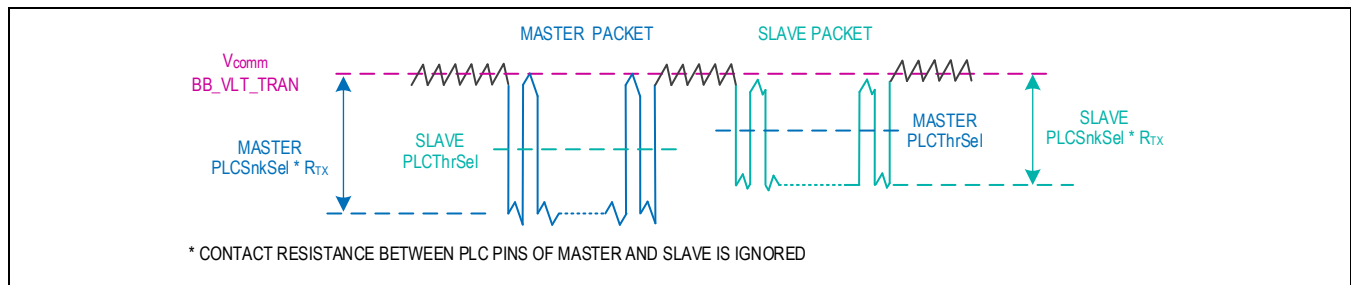 MASTER PACKET
SLAVE PACKET
Vcomm
BB_VLT_TRAN
MASTER
PLCSnkSel * RTX
SLAVE
PLCThrSel
MASTER
PLCThrSel
SLAVE
PLCSnkSel * RTX
* CONTACT RESISTANCE BETWEEN PLC PINS OF MASTER AND SLAVE IS IGNORED